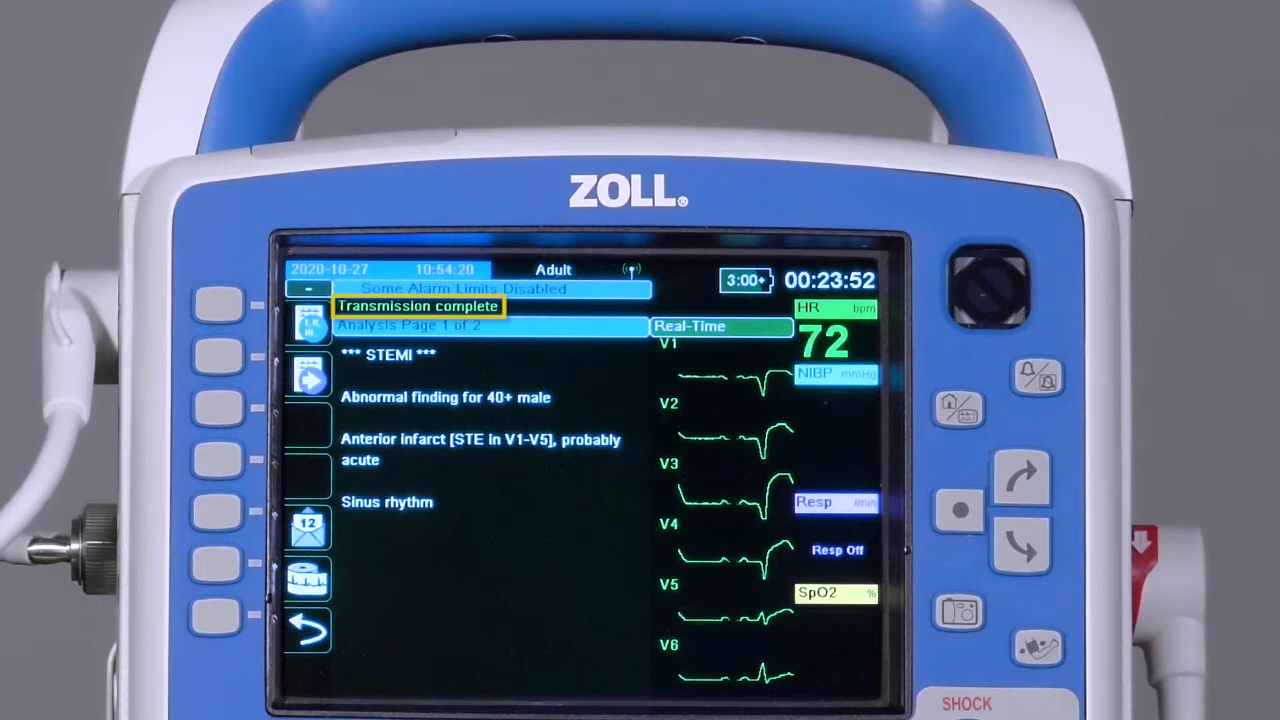 ZOLL®
2020-10-27 10:54:20 Adult
3:00+ 00:23:52
- Some Alarm Limits Disabled
Transmission complete
HR bpm
Analysis Page 1 of 2 Real-Time
72
V1
*** STEMI ***
NIBP mmHg
Abnormal finding for 40+ male
V2
Anterior infarct [STE in V1-V5], probably
acute
V3
Sinus rhythm
Resp /min
12
V4
Resp Off
V5
SpO2 %
V6
SHOCK